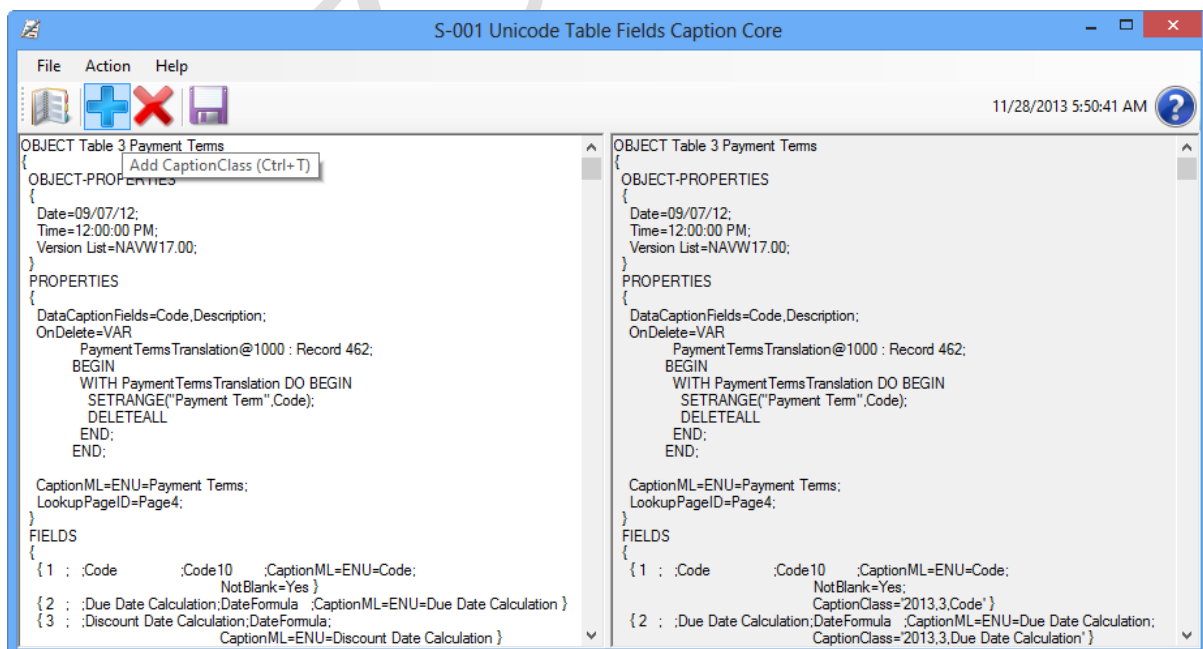 S-001 Unicode Table Fields Caption Core
File Action Help
11/28/2013 5:50:41 AM
OBJECT Table 3 Payment Terms
{
Add CaptionClass (Ctrl+T)
OBJECT-PROPERTIES
{
Date=09/07/12;
Time=12:00:00 PM;
Version List=NAVW17.00;
}
PROPERTIES
{
DataCaptionFields=Code,Description;
OnDelete=VAR
PaymentTermsTranslation@1000 : Record 462;
BEGIN
WITH PaymentTermsTranslation DO BEGIN
SETRANGE("Payment Term",Code);
DELETEALL
END;
END;
CaptionML=ENU=Payment Terms;
LookupPageID=Page4;
}
FIELDS
{
{ 1 ; ;Code ;Code10 ;CaptionML=ENU=Code;
NotBlank=Yes }
{ 2 ; ;Due Date Calculation;DateFormula ;CaptionML=ENU=Due Date Calculation }
{ 3 ; ;Discount Date Calculation;DateFormula;
CaptionML=ENU=Discount Date Calculation }
OBJECT Table 3 Payment Terms
{
OBJECT-PROPERTIES
{
Date=09/07/12;
Time=12:00:00 PM;
Version List=NAVW17.00;
}
PROPERTIES
{
DataCaptionFields=Code,Description;
OnDelete=VAR
PaymentTermsTranslation@1000 : Record 462;
BEGIN
WITH PaymentTermsTranslation DO BEGIN
SETRANGE("Payment Term",Code);
DELETEALL
END;
END;
CaptionML=ENU=Payment Terms;
LookupPageID=Page4;
}
FIELDS
{
{ 1 ; ;Code ;Code10 ;CaptionML=ENU=Code;
NotBlank=Yes;
CaptionClass='2013,3,Code' }
{ 2 ; ;Due Date Calculation;DateFormula ;CaptionML=ENU=Due Date Calculation;
CaptionClass='2013,3,Due Date Calculation' }